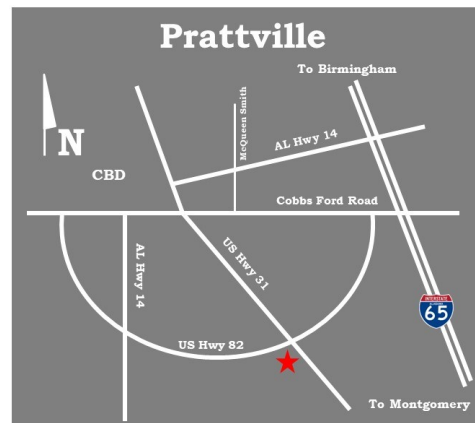 Prattville
To Birmingham
N
McQueen Smith
AL Hwy 14
CBD
Cobbs Ford Road
AL Hwy 14
US Hwy 31
INTERSTATE
65
US Hwy 82
To Montgomery